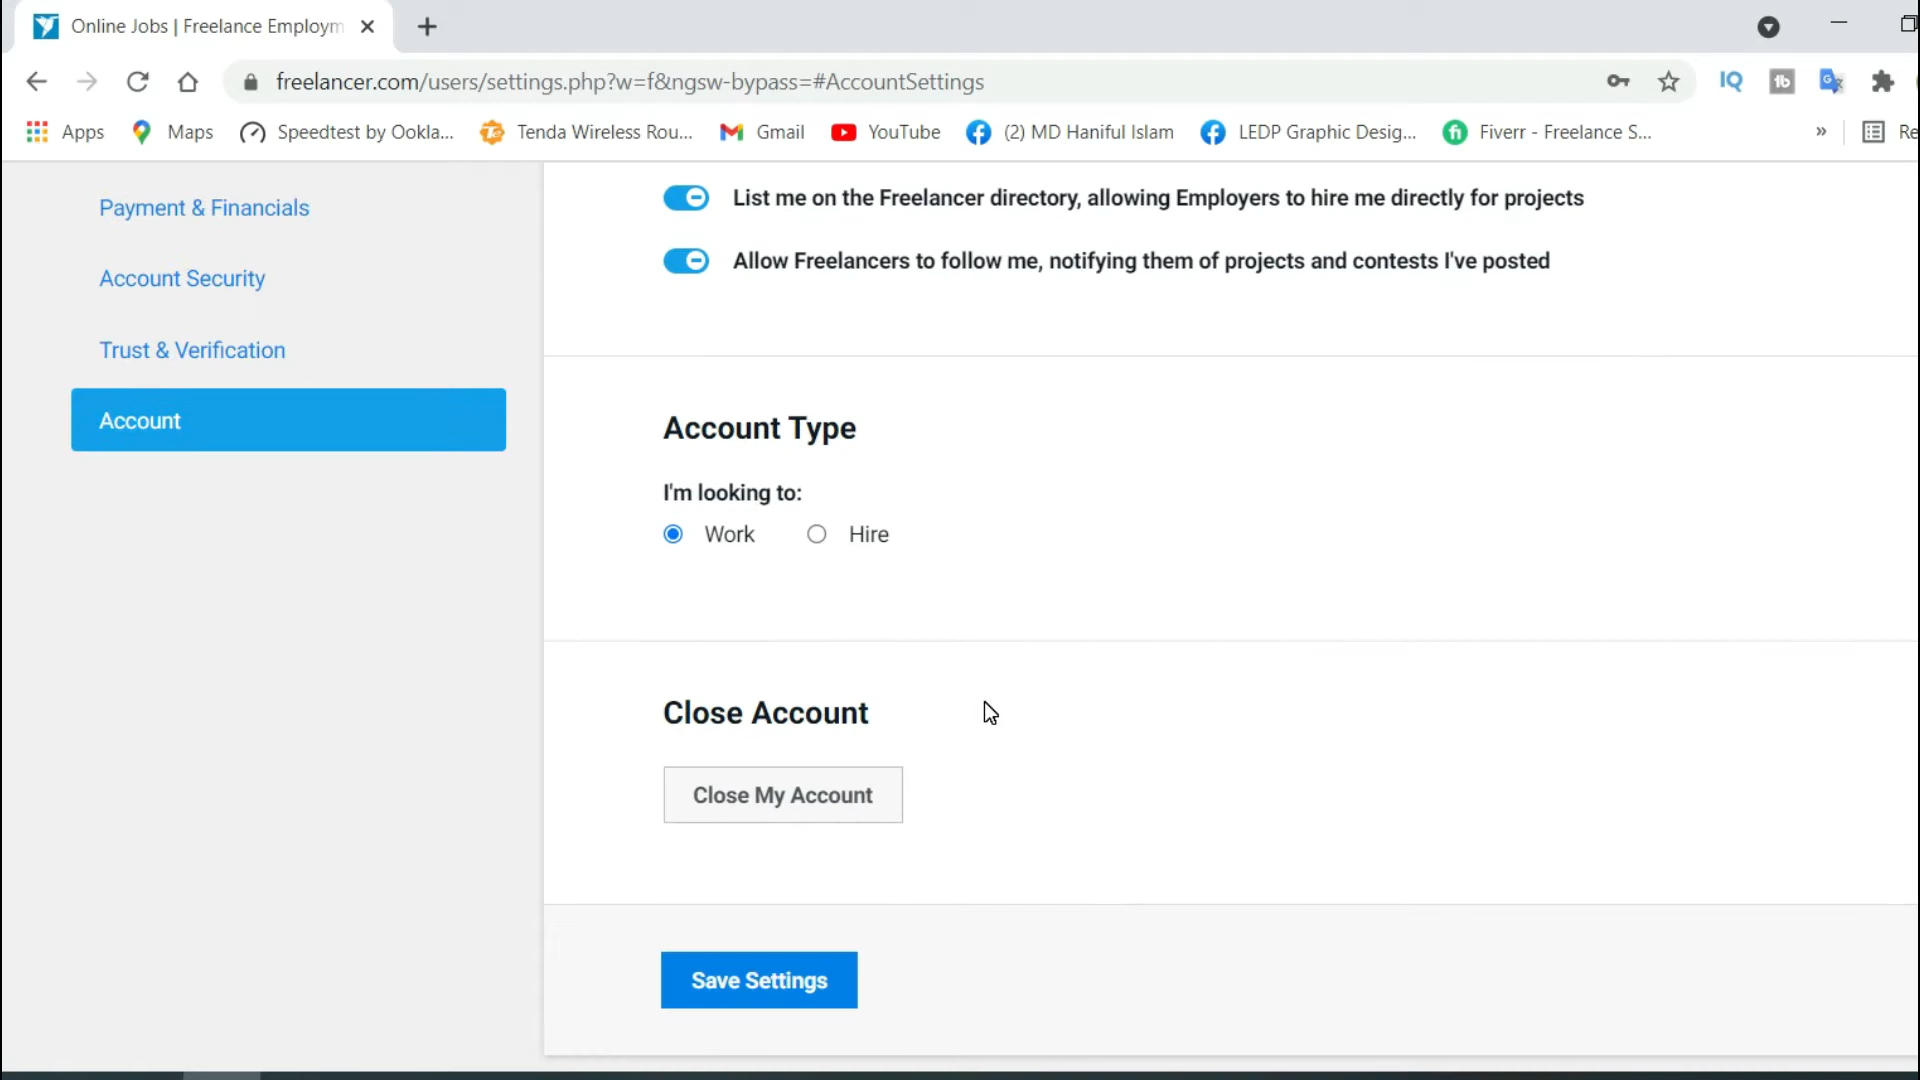 Online Jobs | Freelance Employm
freelancer.com/users/settings.php?w=f&ngsw-bypass=#AccountSettings
Apps Maps Speedtest by Ookla... Tenda Wireless Rou... Gmail YouTube (2) MD Haniful Islam LEDP Graphic Desig... Fiverr - Freelance S... » Re
Payment & Financials
List me on the Freelancer directory, allowing Employers to hire me directly for projects
Allow Freelancers to follow me, notifying them of projects and contests I've posted
Account Security
Trust & Verification
Account
Account Type
I'm looking to:
Work Hire
Close Account
Close My Account
Save Settings